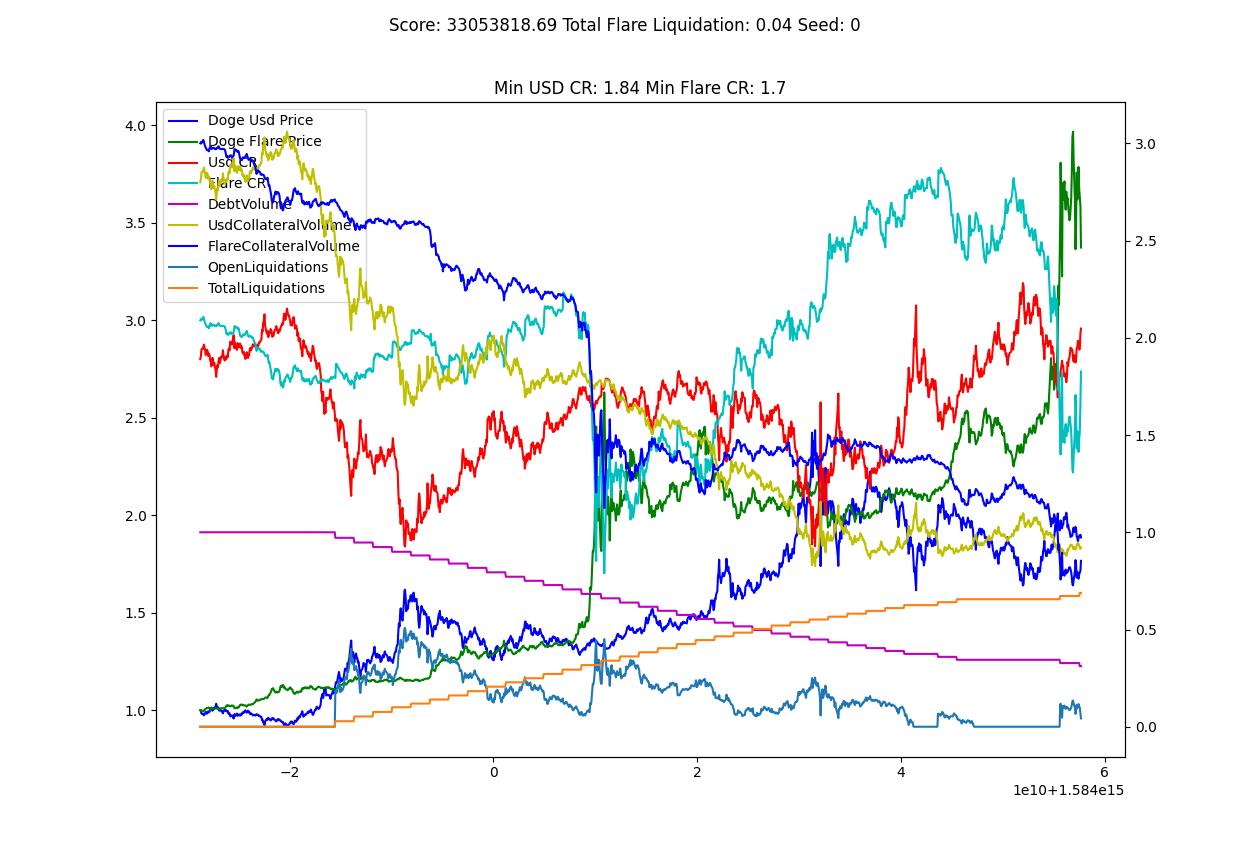 Score: 33053818.69 Total Flare Liquidation: 0.04 Seed: 0
Min USD CR: 1.84 Min Flare CR: 1.7
Doge Usd Price
Doge Flare Price
Usd CR
Flare CR
DebtVolume
UsdCollateralVolume
FlareCollateralVolume
OpenLiquidations
TotalLiquidations
4.0
3.5
3.0
2.5
2.0
1.5
1.0
3.0
2.5
2.0
1.5
1.0
0.5
0.0
−2
0
2
4
6
1e10+1.584e15